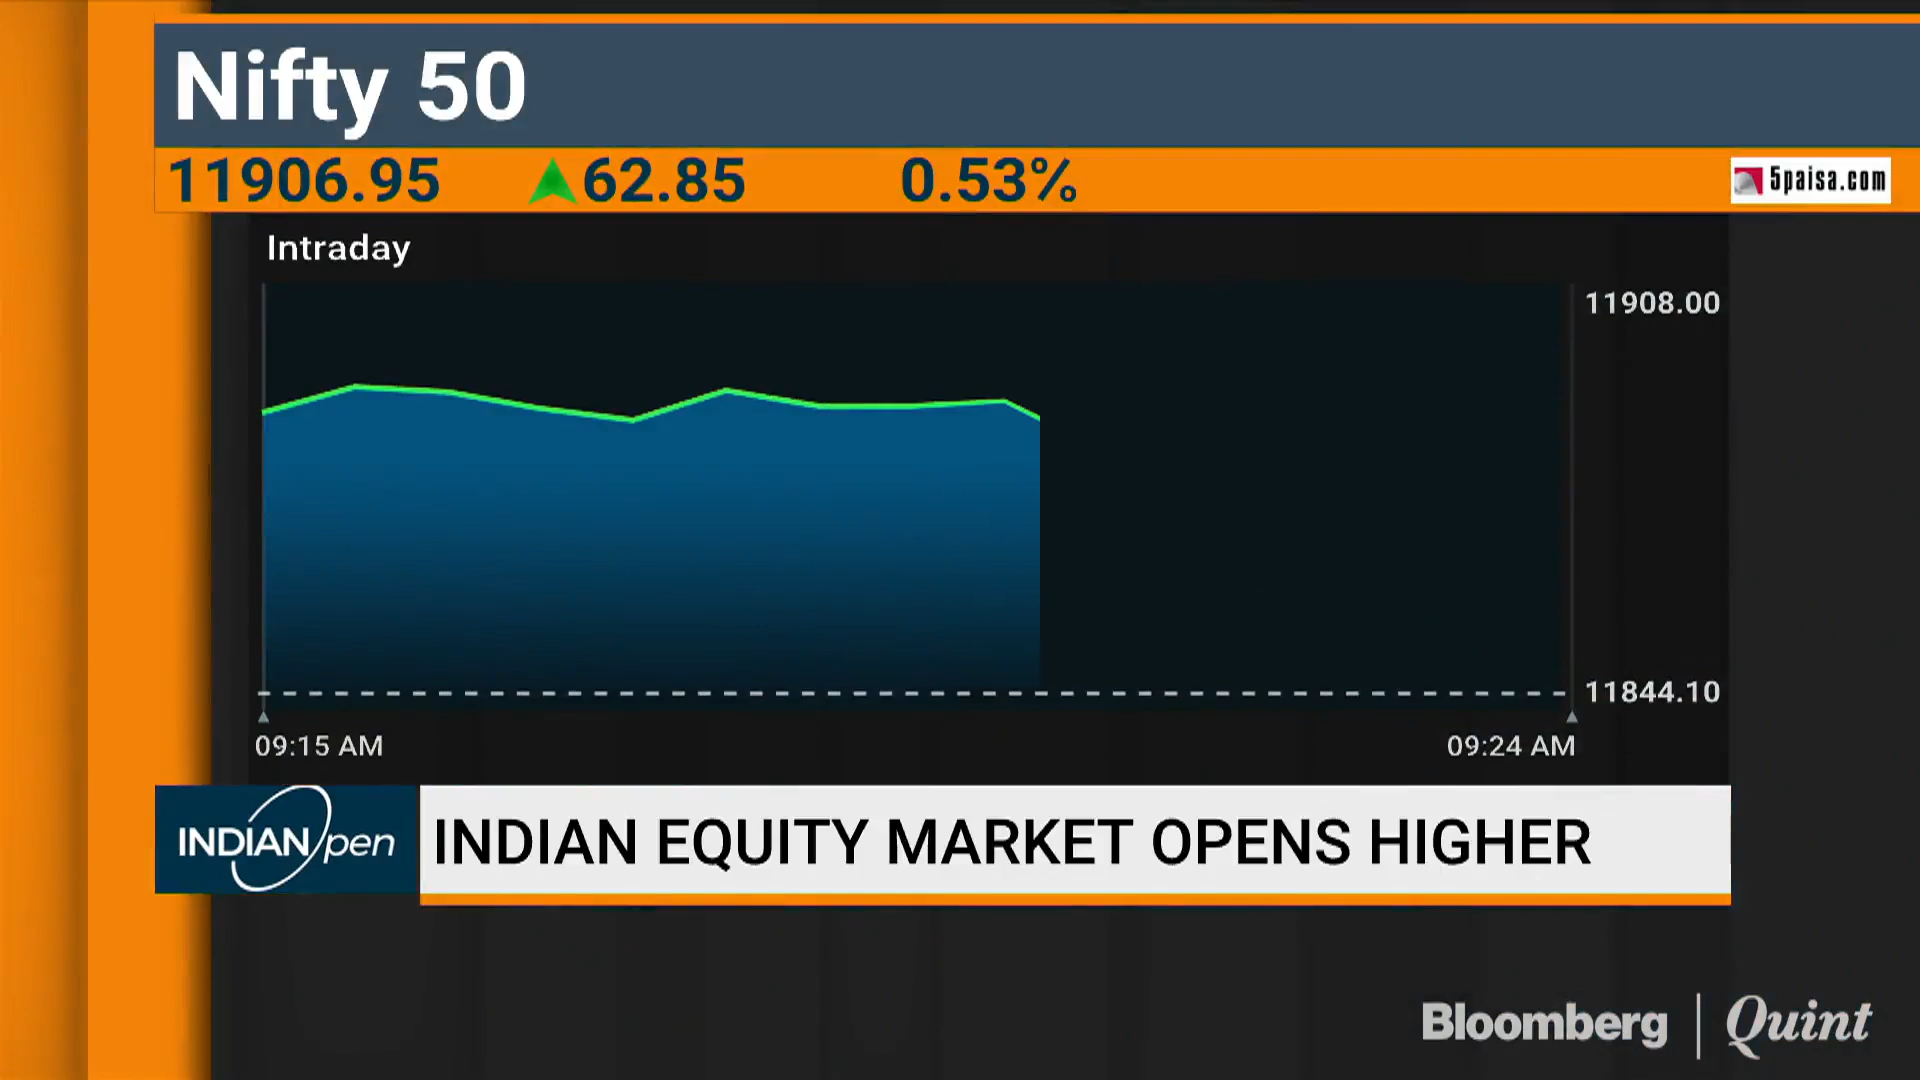 Nifty 50
11906.95 62.85 0.53%
5paisa.com
Intraday
11908.00
11844.10
09:15 AM 09:24 AM
INDIAN Open
INDIAN EQUITY MARKET OPENS HIGHER
Bloomberg | Quint